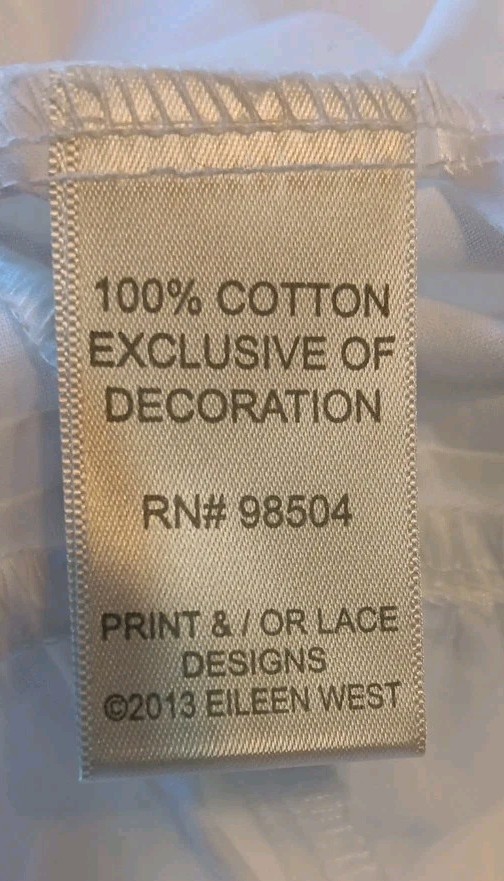 100% COTTON
EXCLUSIVE OF
DECORATION
RN# 98504
PRINT & / OR LACE
DESIGNS
©2013 EILEEN WEST